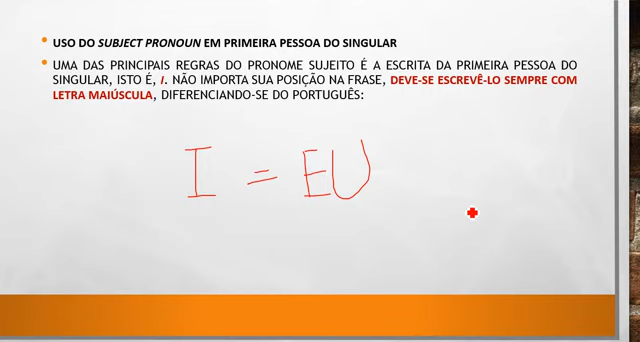 USO DO SUBJECT PRONOUN EM PRIMEIRA PESSOA DO SINGULAR
UMA DAS PRINCIPAIS REGRAS DO PRONOME SUJEITO É A ESCRITA DA PRIMEIRA PESSOA DO
SINGULAR, ISTO É, I. NÃO IMPORTA SUA POSIÇÃO NA FRASE, DEVE-SE ESCREVÊ-LO SEMPRE COM
LETRA MAIÚSCULA, DIFERENCIANDO-SE DO PORTUGUÊS:
I = EU